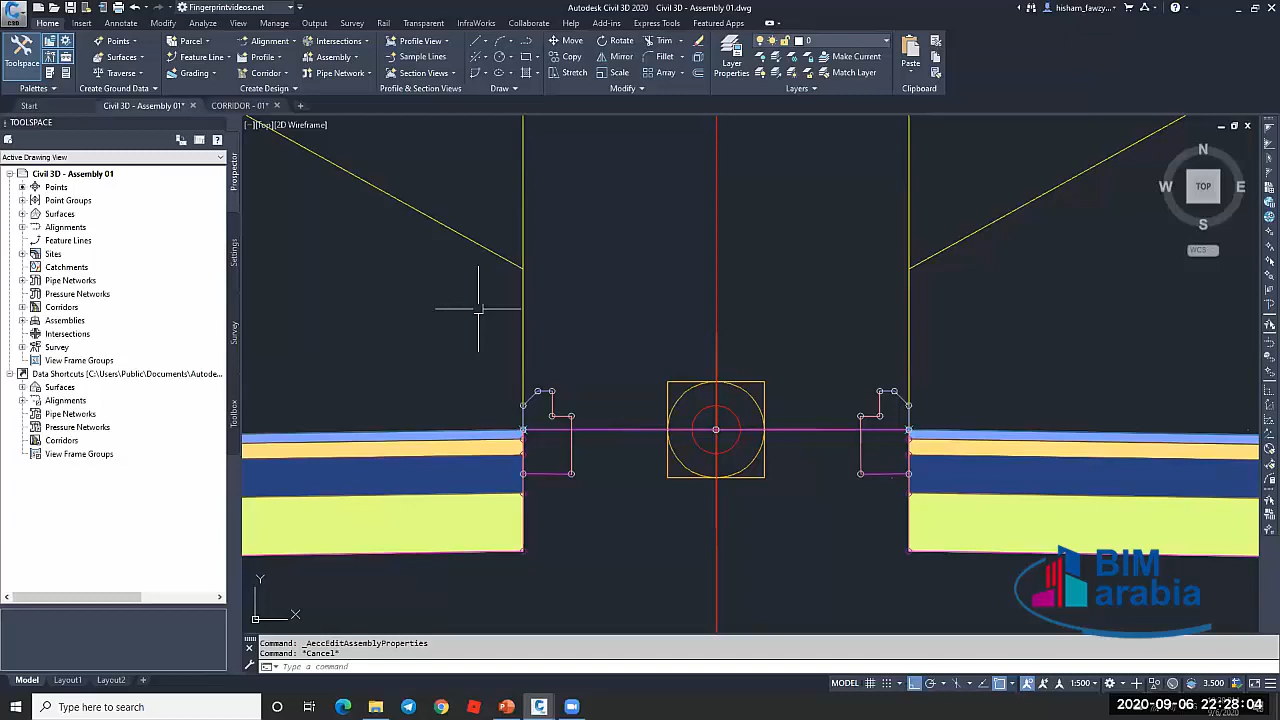 C3D
Fingerprintvideos.net
Autodesk Civil 3D 2020 Civil 3D - Assembly 01.dwg
hisham_fawzy...
Home Insert Annotate Modify Analyze View Manage Output Survey Rail Transparent InfraWorks Collaborate Help Add-ins Express Tools Featured Apps
Toolspace
Palettes
Points
Surfaces
Traverse
Create Ground Data
Parcel
Feature Line
Grading
Alignment
Profile
Corridor
Intersections
Assembly
Pipe Network
Create Design
Profile View
Sample Lines
Section Views
Profile & Section Views
Draw
Move
Copy
Stretch
Rotate
Mirror
Scale
Trim
Fillet
Array
Modify
Layer
Properties
0
Make Current
Match Layer
Layers
Paste
Clipboard
Start
Civil 3D - Assembly 01*
CORRIDOR - 01*
TOOLSPACE
Active Drawing View
Civil 3D - Assembly 01
Points
Point Groups
Surfaces
Alignments
Feature Lines
Sites
Catchments
Pipe Networks
Pressure Networks
Corridors
Assemblies
Intersections
Survey
View Frame Groups
Data Shortcuts [C:\Users\Public\Documents\Autode...
Surfaces
Alignments
Pipe Networks
Pressure Networks
Corridors
View Frame Groups
Prospector
Settings
Survey
Toolbox
[−][Top][2D Wireframe]
N
W
TOP
E
S
WCS
Y
X
BIM
arabia
Command: _AeccEditAssemblyProperties
Command: *Cancel*
Type a command
Model Layout1 Layout2
MODEL
1:500
3.500
Type here to search
2020-09-06 22:28:04